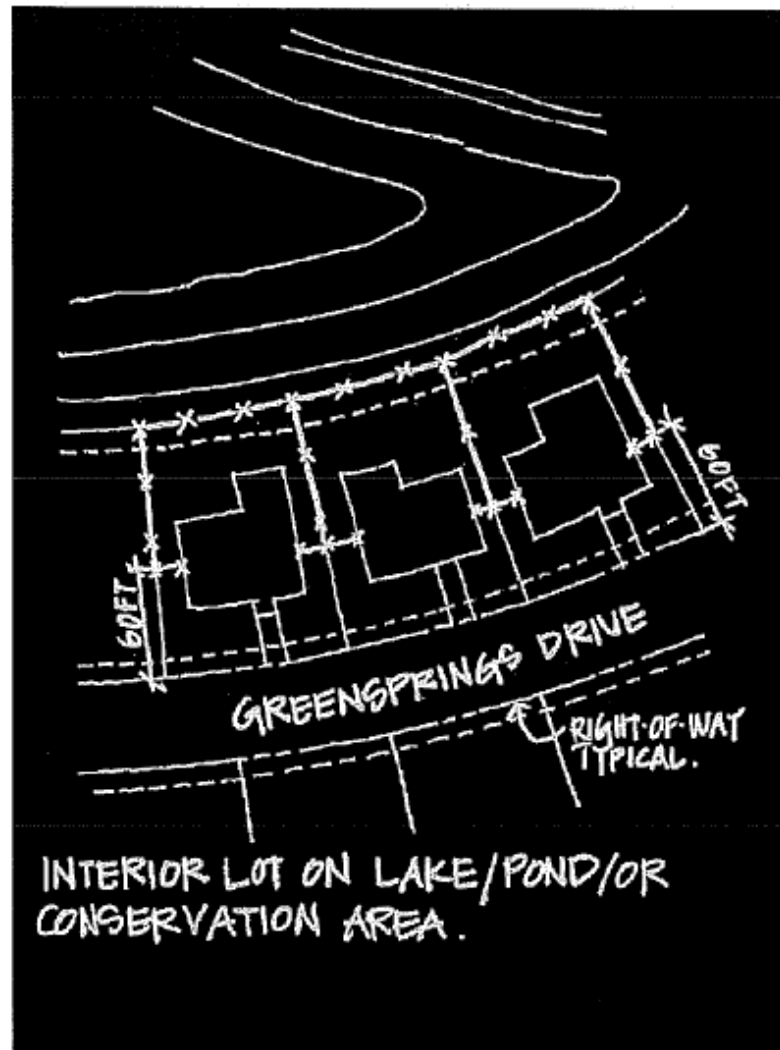 60FT
60FT
GREENSPRINGS DRIVE
RIGHT-OF-WAY
TYPICAL.
INTERIOR LOT ON LAKE/POND/OR
CONSERVATION AREA.